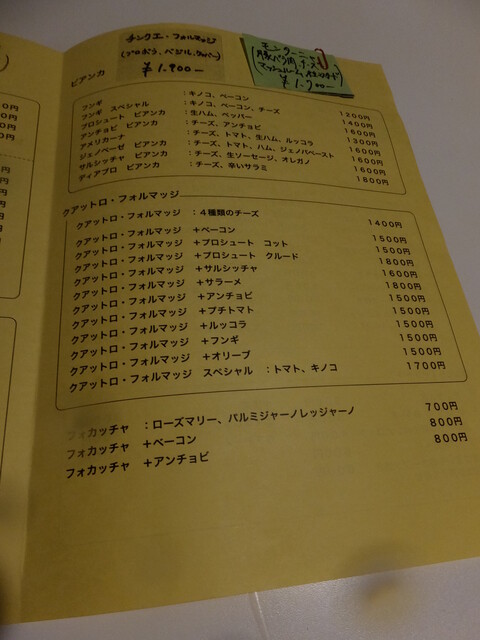 チンクエ・フォルマッジ
¥1,900-
マッシュルーム
¥1,900-
ビアンカ
フンギ ：キノコ、ベーコン 1200円
フンギ スペシャル ：キノコ、ベーコン、チーズ 1400円
プロシュート ビアンカ ：生ハム、ペッパー 1600円
アンチョビ ビアンカ ：チーズ、アンチョビ 1300円
アメリカーナ ：チーズ、トマト、生ハム、ルッコラ 1600円
ジェノベーゼ ビアンカ ：チーズ、トマト、ハム、ジェノバペースト 1600円
サルシッチャ ビアンカ ：チーズ、生ソーセージ、オレガノ 1600円
ディアブロ ビアンカ ：チーズ、辛いサラミ 1800円
クアットロ・フォルマッジ
クアットロ・フォルマッジ ：４種類のチーズ 1400円
クアットロ・フォルマッジ ＋ベーコン 1500円
クアットロ・フォルマッジ ＋プロシュート コット 1500円
クアットロ・フォルマッジ ＋プロシュート クルード 1800円
クアットロ・フォルマッジ ＋サルシッチャ 1600円
クアットロ・フォルマッジ ＋サラーメ 1800円
クアットロ・フォルマッジ ＋アンチョビ 1500円
クアットロ・フォルマッジ ＋プチトマト 1500円
クアットロ・フォルマッジ ＋ルッコラ 1500円
クアットロ・フォルマッジ ＋フンギ 1500円
クアットロ・フォルマッジ ＋オリーブ 1500円
クアットロ・フォルマッジ スペシャル ：トマト、キノコ 1700円
フォカッチャ ：ローズマリー、パルミジャーノレッジャーノ 700円
フォカッチャ ＋ベーコン 800円
フォカッチャ ＋アンチョビ 800円